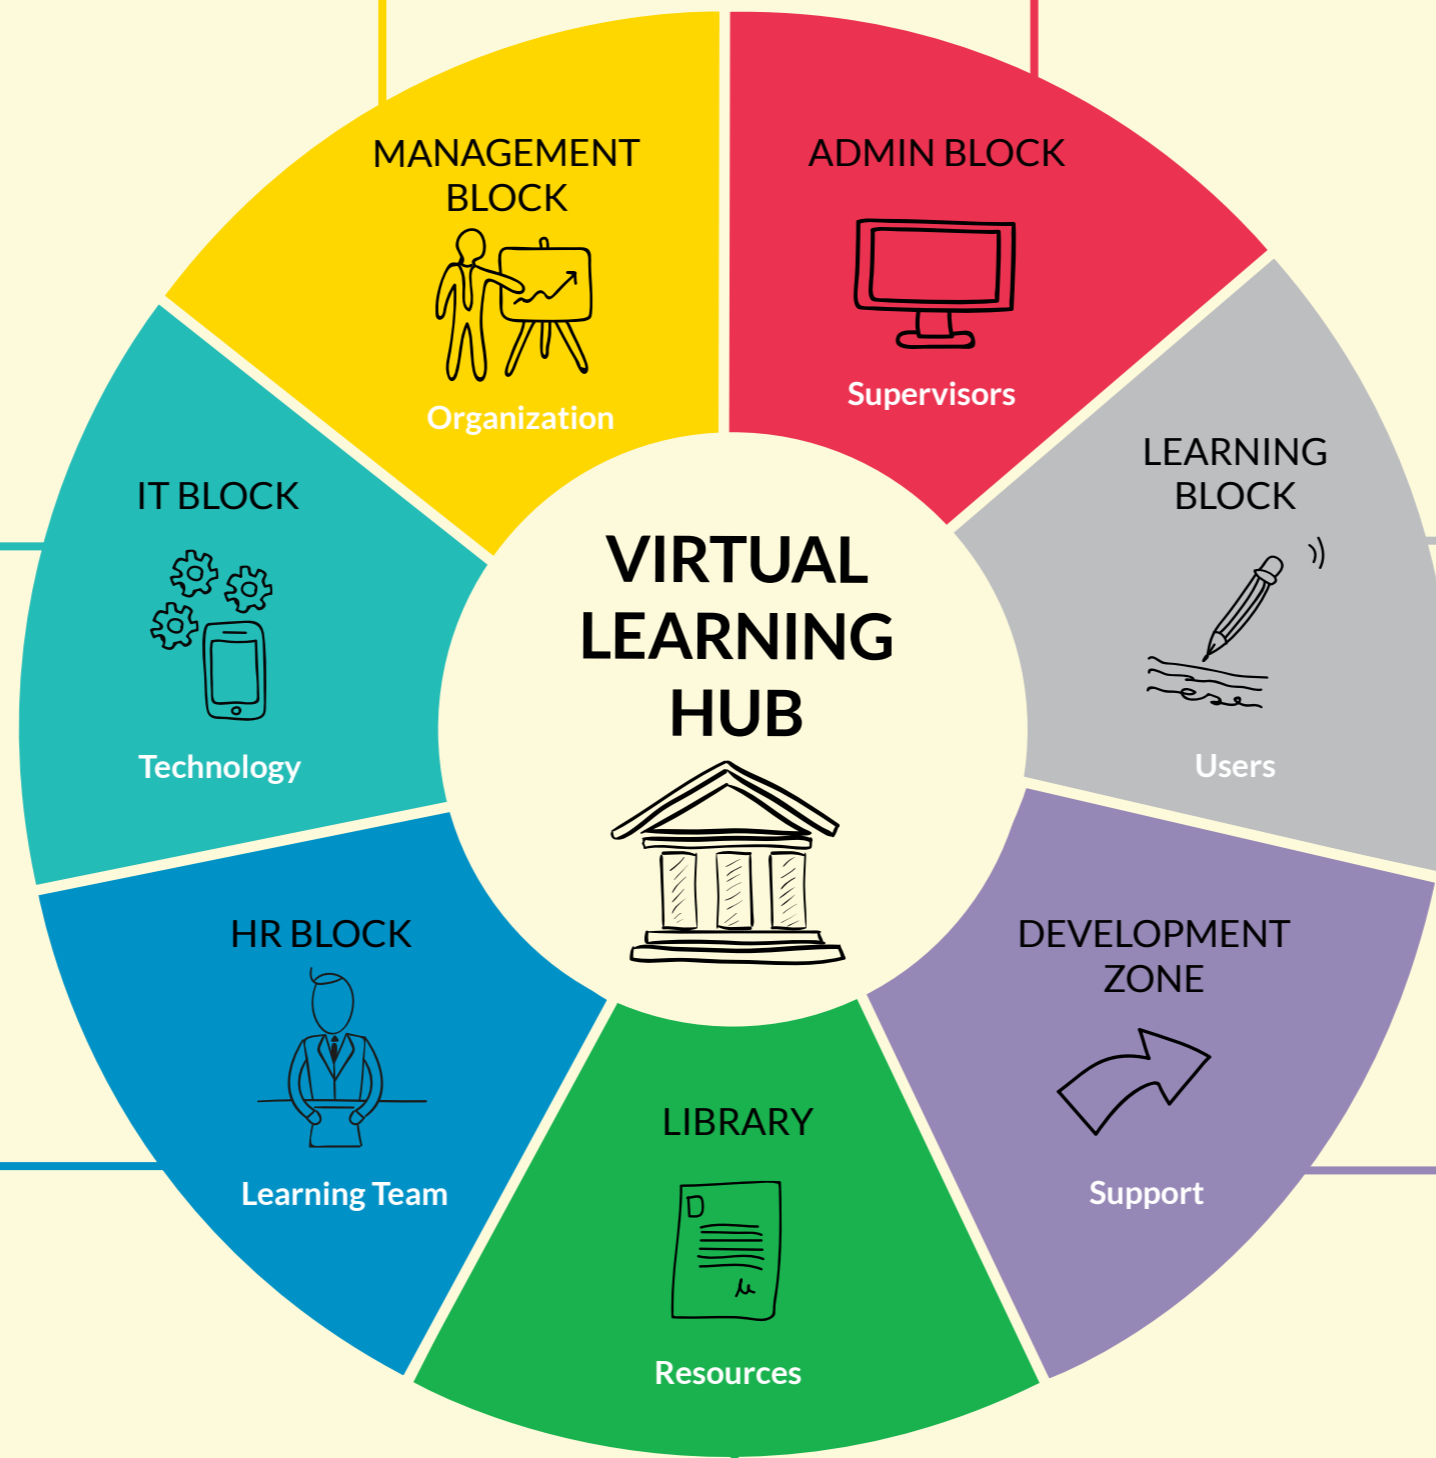 MANAGEMENT
BLOCK
Organization
ADMIN BLOCK
Supervisors
LEARNING
BLOCK
Users
DEVELOPMENT
ZONE
Support
LIBRARY
D
Resources
HR BLOCK
Learning Team
IT BLOCK
Technology
VIRTUAL
LEARNING
HUB